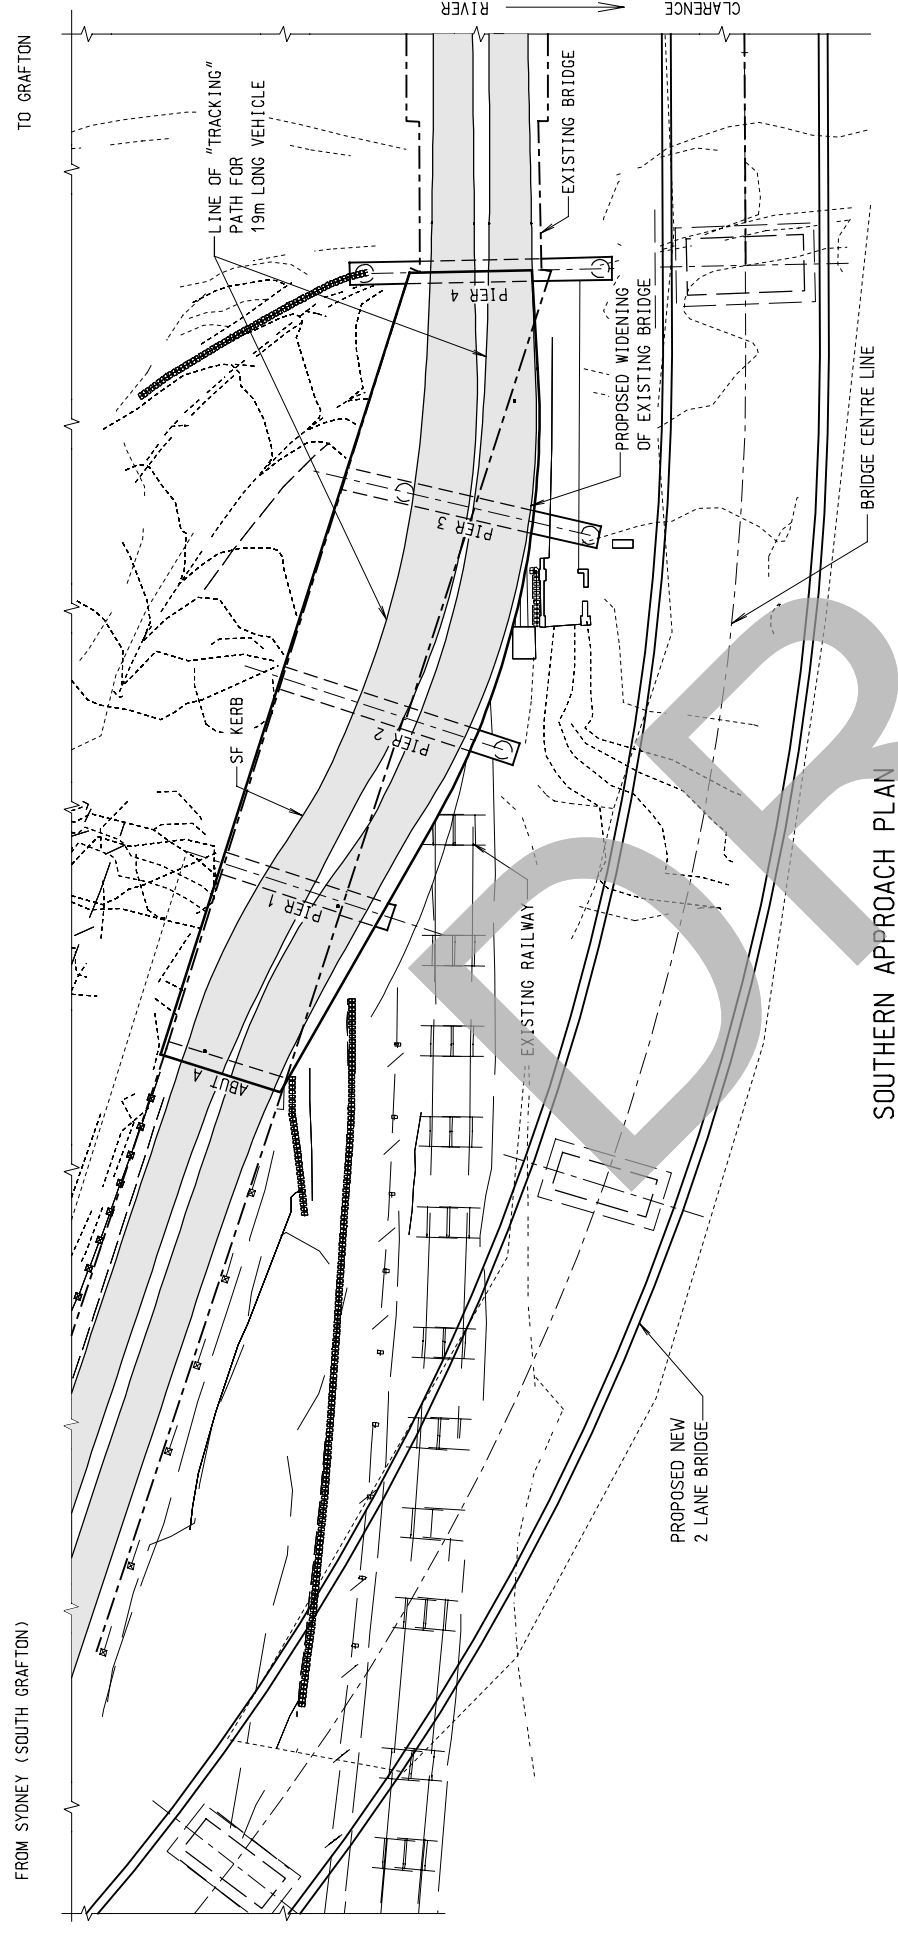 FROM SYDNEY (SOUTH GRAFTON)
TO GRAFTON
RIVER
CLARENCE
LINE OF "TRACKING"
PATH FOR
19m LONG VEHICLE
EXISTING BRIDGE
PIER 4
PROPOSED WIDENING
OF EXISTING BRIDGE
BRIDGE CENTRE LINE
PIER 3
SF KERB
PIER 2
PIER 1
EXISTING RAILWAY
ABUT A
PROPOSED NEW
2 LANE BRIDGE
SOUTHERN APPROACH PLAN
DR